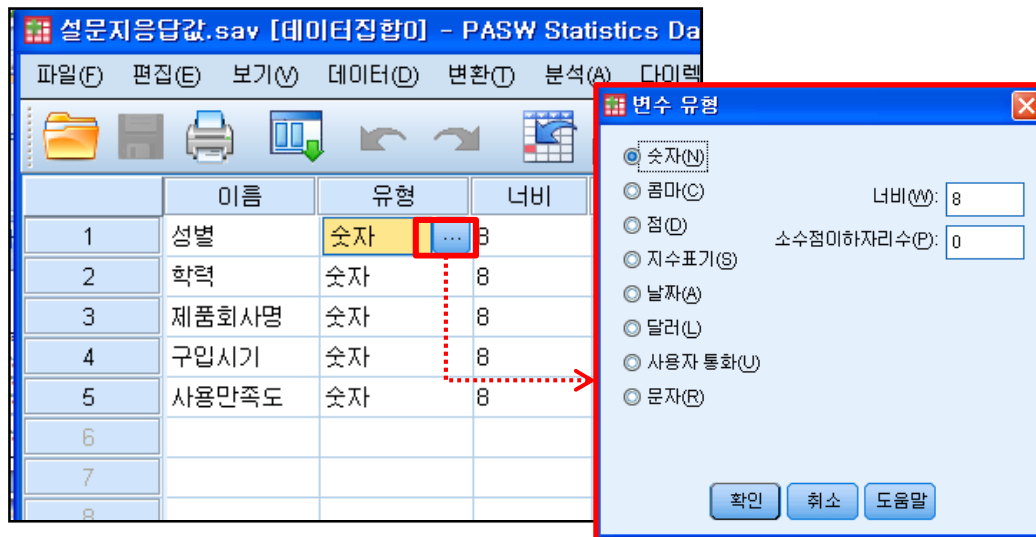 설문지응답값.sav [데이터집합0] - PASW Statistics Da
파일(F) 편집(E) 보기(V) 데이터(D) 변환(T) 분석(A) 다이렉
이름 유형 너비
1 성별 숫자 ... 8
2 학력 숫자 8
3 제품회사명 숫자 8
4 구입시기 숫자 8
5 사용만족도 숫자 8
6
7
8
변수 유형
숫자(N)
콤마(C)
점(D)
지수표기(S)
날짜(A)
달러(L)
사용자 통화(U)
문자(R)
너비(W): 8
소수점이하자리수(P): 0
확인 취소 도움말